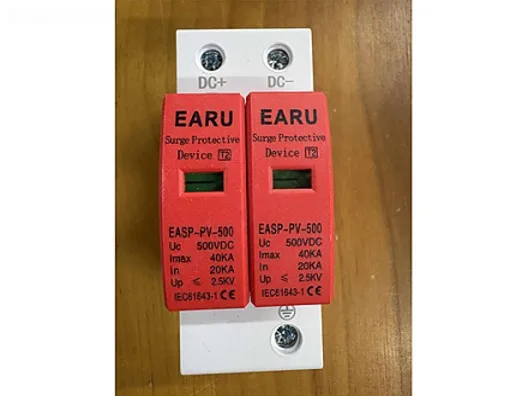 DC+ DC-
EARU
Surge Protective
Device T2
EASP-PV-500
Uc 500VDC
Imax 40KA
In 20KA
Up ≤ 2.5KV
IEC61643-1 CE
EARU
Surge Protective
Device T2
EASP-PV-500
Uc 500VDC
Imax 40KA
In 20KA
Up ≤ 2.5KV
IEC61643-1 CE